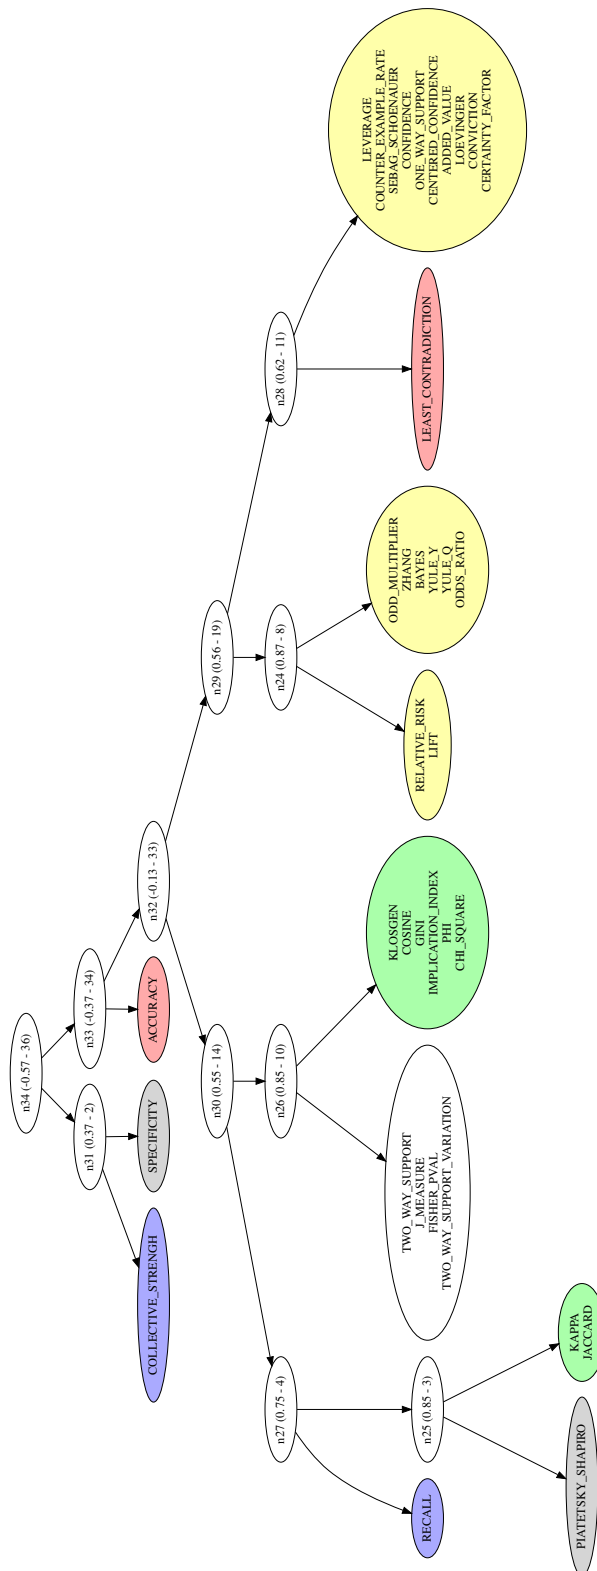 n34 (-0.57 - 36)
n31 (0.37 - 2)
n33 (-0.37 - 34)
COLLECTIVE_STRENGH
SPECIFICITY
ACCURACY
n32 (-0.13 - 33)
n30 (0.55 - 14)
n29 (0.56 - 19)
n27 (0.75 - 4)
n26 (0.85 - 10)
n24 (0.87 - 8)
n28 (0.62 - 11)
RECALL
n25 (0.85 - 3)
TWO_WAY_SUPPORT
J_MEASURE
FISHER_PVAL
TWO_WAY_SUPPORT_VARIATION
KLOSGEN
COSINE
GINI
IMPLICATION_INDEX
PHI
CHI_SQUARE
RELATIVE_RISK
LIFT
ODD_MULTIPLIER
ZHANG
BAYES
YULE_Y
YULE_Q
ODDS_RATIO
LEAST_CONTRADICTION
LEVERAGE
COUNTER_EXAMPLE_RATE
SEBAG_SCHOENAUER
CONFIDENCE
ONE_WAY_SUPPORT
CENTERED_CONFIDENCE
ADDED_VALUE
LOEVINGER
CONVICTION
CERTAINTY_FACTOR
PIATETSKY_SHAPIRO
KAPPA
JACCARD